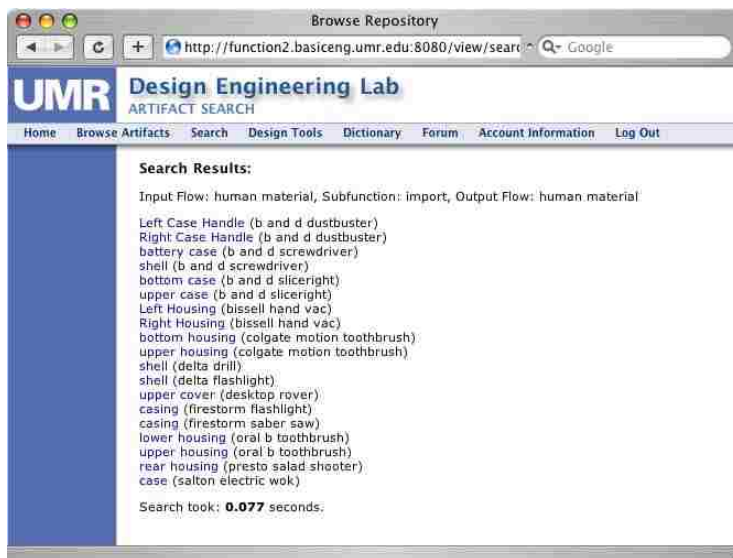 Browse Repository
http://function2.basiceng.umr.edu:8080/view/sear
Google
UMR
Design Engineering Lab
ARTIFACT SEARCH
Home Browse Artifacts Search Design Tools Dictionary Forum Account Information Log Out
Search Results:
Input Flow: human material, Subfunction: import, Output Flow: human material
Left Case Handle (b and d dustbuster)
Right Case Handle (b and d dustbuster)
battery case (b and d screwdriver)
shell (b and d screwdriver)
bottom case (b and d sliceright)
upper case (b and d sliceright)
Left Housing (bissell hand vac)
Right Housing (bissell hand vac)
bottom housing (colgate motion toothbrush)
upper housing (colgate motion toothbrush)
shell (delta drill)
shell (delta flashlight)
upper cover (desktop rover)
casing (firestorm flashlight)
casing (firestorm saber saw)
lower housing (oral b toothbrush)
upper housing (oral b toothbrush)
rear housing (presto salad shooter)
case (salton electric wok)
Search took: 0.077 seconds.